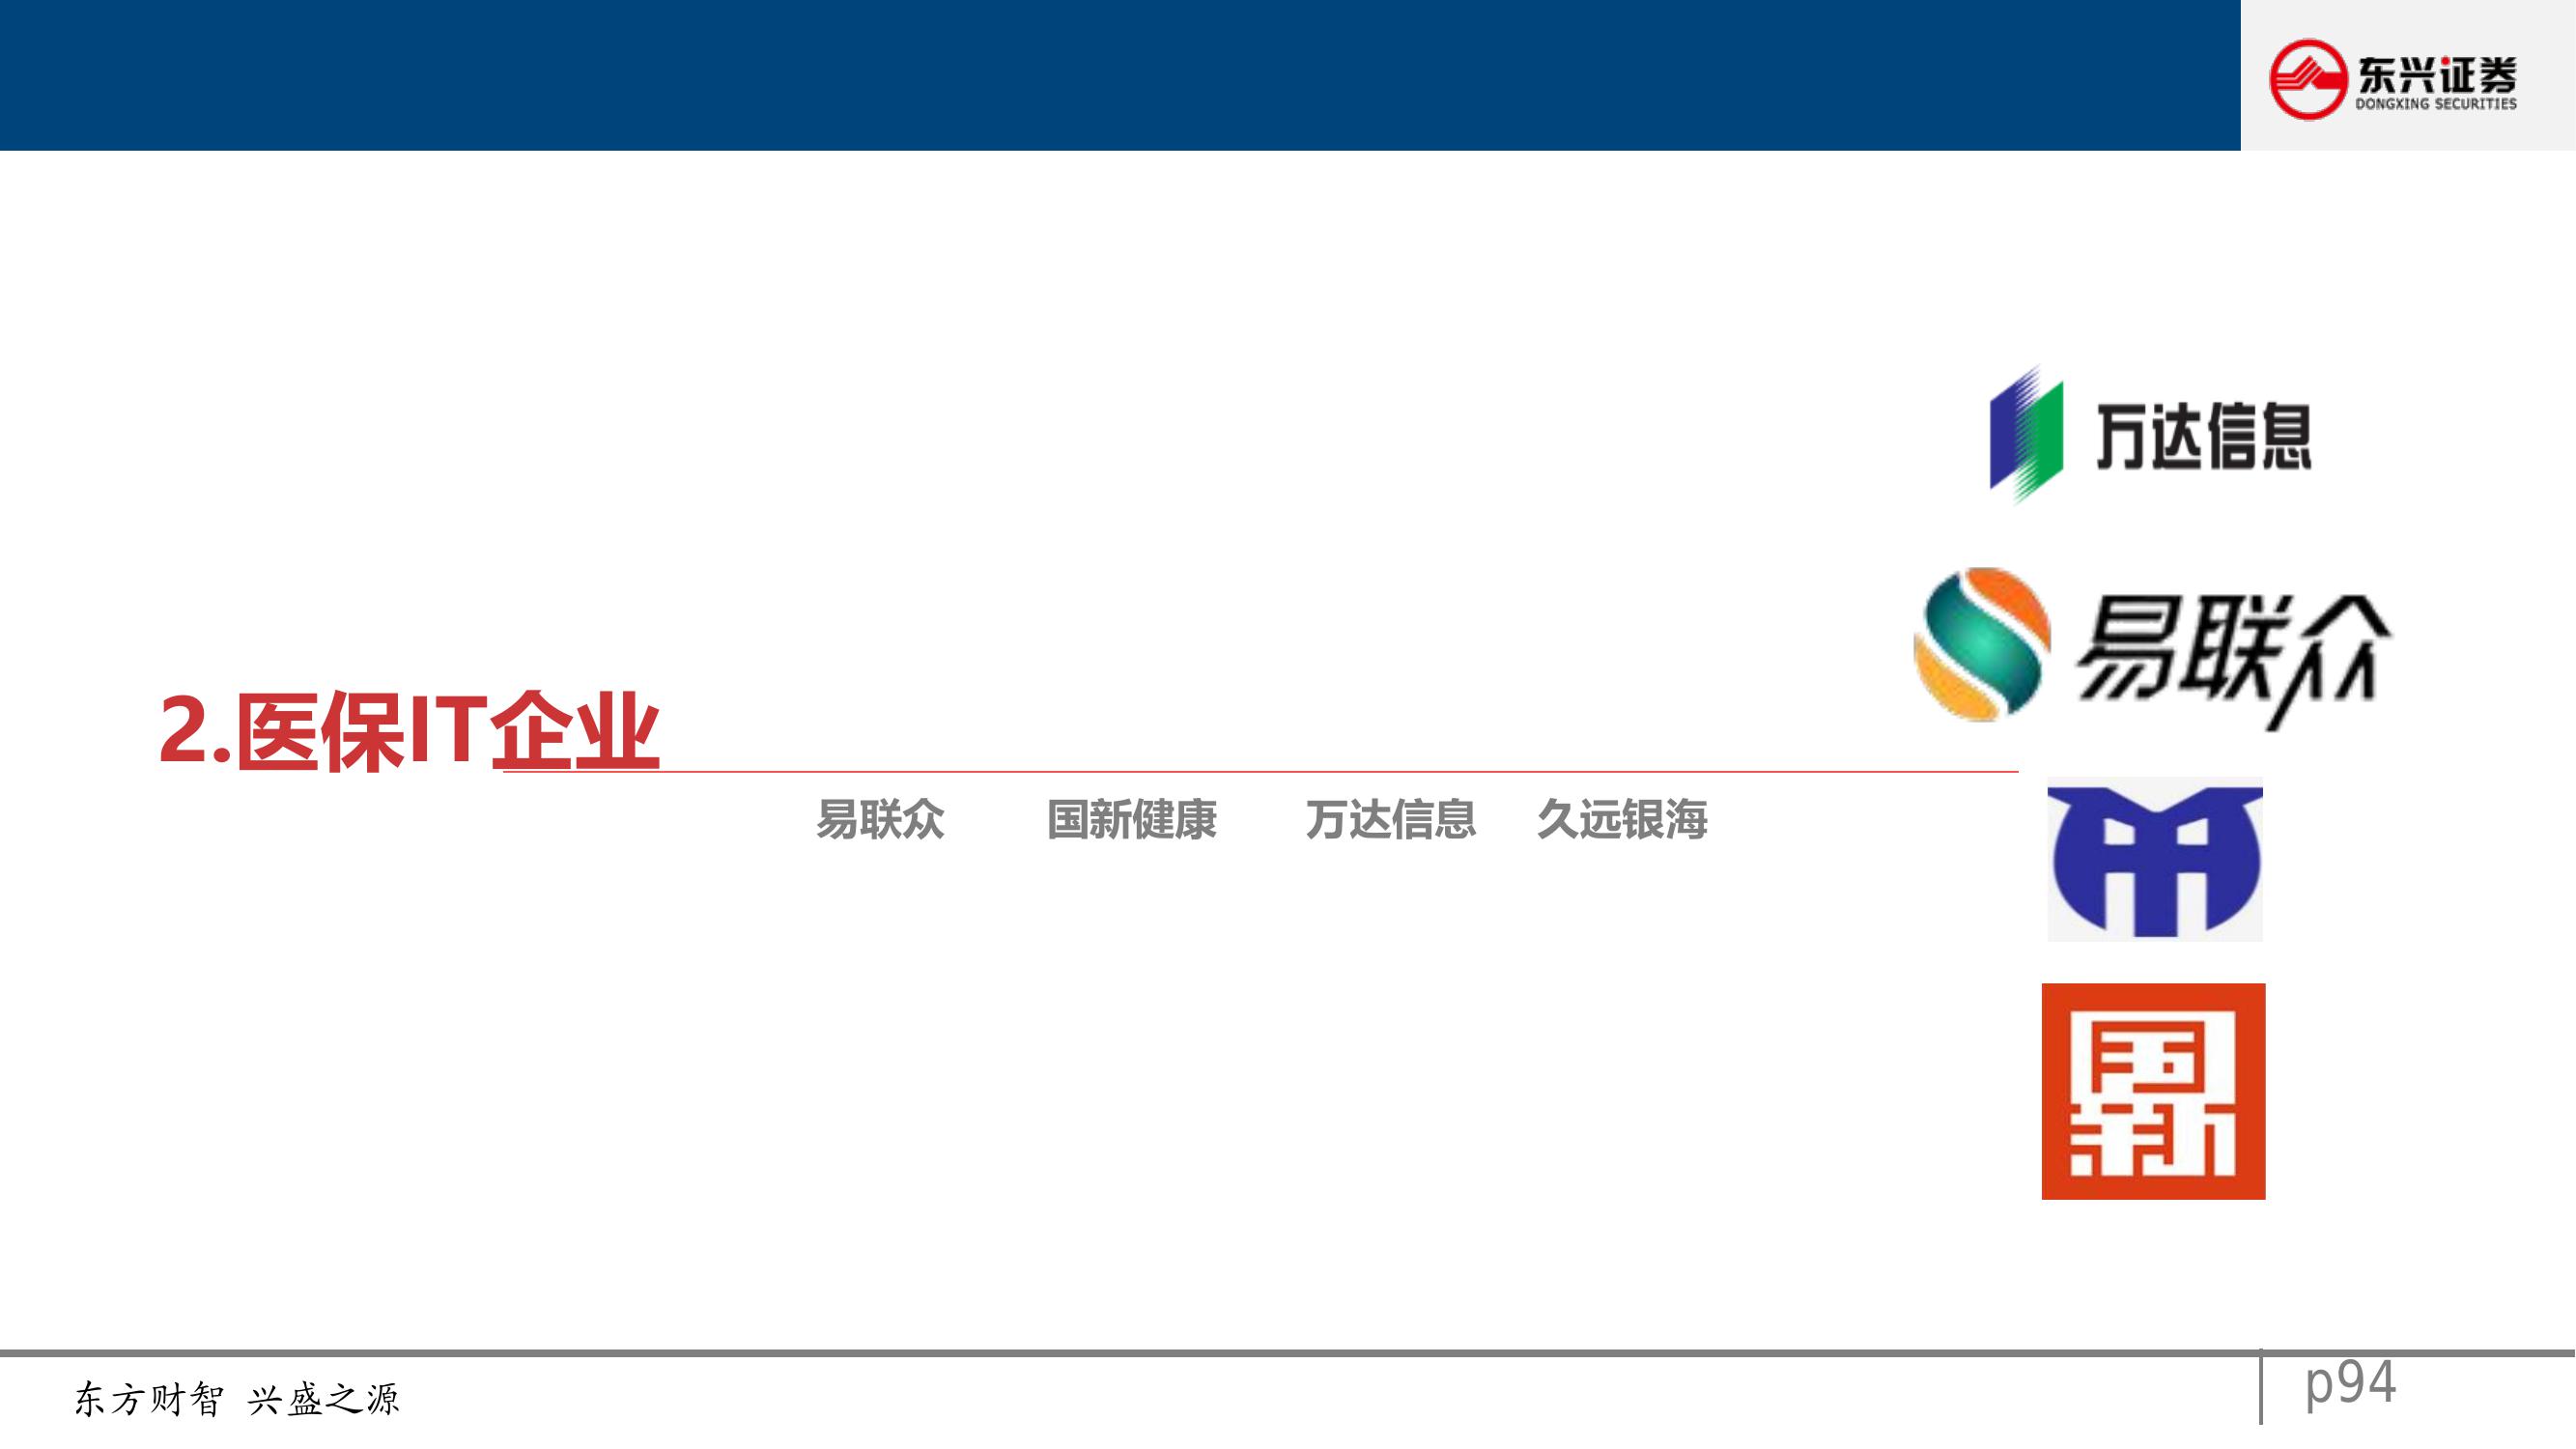 东兴证券
DONGXING SECURITIES
万达信息
易联众
2.医保IT企业
易联众 国新健康 万达信息 久远银海
国新
东方财智 兴盛之源
p94